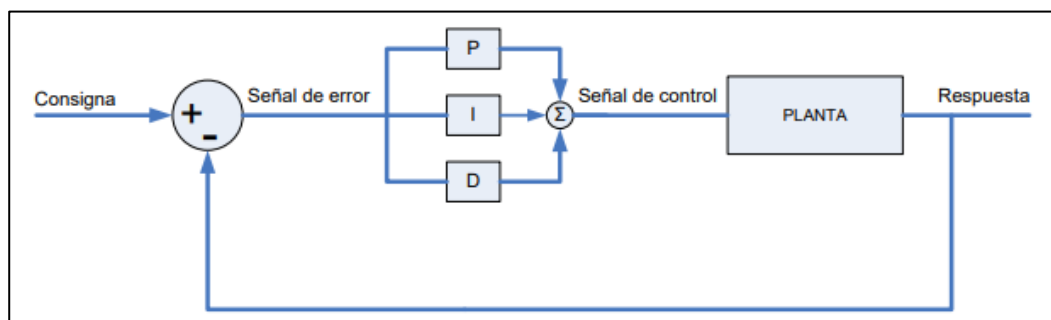 P
Consigna
+
-
Señal de error
I
Σ
Señal de control
PLANTA
Respuesta
D